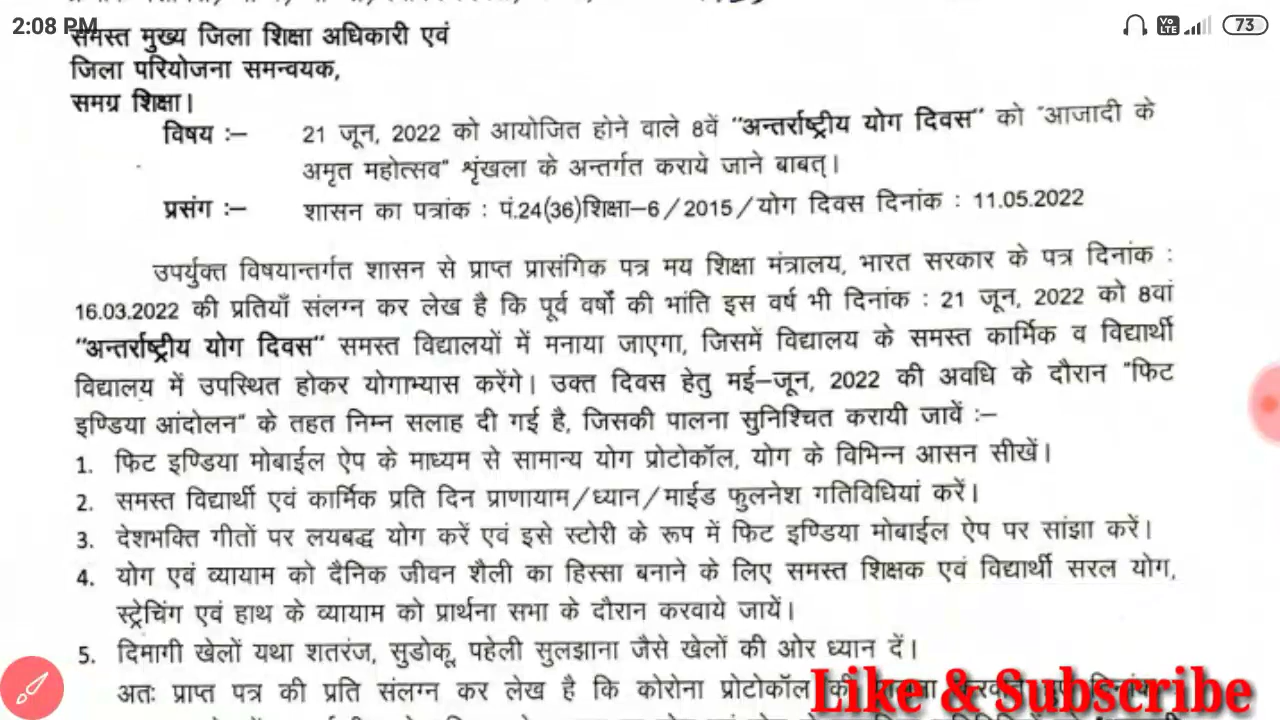 2:08 PM
Vo LTE
73
समस्त मुख्य जिला शिक्षा अधिकारी एवं
जिला परियोजना समन्वयक,
समग्र शिक्षा।
विषय :– 21 जून, 2022 को आयोजित होने वाले 8वें "अन्तर्राष्ट्रीय योग दिवस" को "आजादी के
अमृत महोत्सव" शृंखला के अन्तर्गत कराये जाने बाबत्।
प्रसंग :– शासन का पत्रांक : पं.24(36)शिक्षा–6/2015/योग दिवस दिनांक : 11.05.2022
उपर्युक्त विषयान्तर्गत शासन से प्राप्त प्रासंगिक पत्र मय शिक्षा मंत्रालय, भारत सरकार के पत्र दिनांक :
16.03.2022 की प्रतियाँ संलग्न कर लेख है कि पूर्व वर्षो की भांति इस वर्ष भी दिनांक : 21 जून, 2022 को 8वां
"अन्तर्राष्ट्रीय योग दिवस" समस्त विद्यालयों में मनाया जाएगा, जिसमें विद्यालय के समस्त कार्मिक व विद्यार्थी
विद्यालय में उपस्थित होकर योगाभ्यास करेंगे। उक्त दिवस हेतु मई–जून, 2022 की अवधि के दौरान "फिट
इण्डिया आंदोलन" के तहत निम्न सलाह दी गई है, जिसकी पालना सुनिश्चित करायी जावें :–
1. फिट इण्डिया मोबाईल ऐप के माध्यम से सामान्य योग प्रोटोकॉल, योग के विभिन्न आसन सीखें।
2. समस्त विद्यार्थी एवं कार्मिक प्रति दिन प्राणायाम/ध्यान/माईड फुलनेश गतिविधियां करें।
3. देशभक्ति गीतों पर लयबद्ध योग करें एवं इसे स्टोरी के रूप में फिट इण्डिया मोबाईल ऐप पर सांझा करें।
4. योग एवं व्यायाम को दैनिक जीवन शैली का हिस्सा बनाने के लिए समस्त शिक्षक एवं विद्यार्थी सरल योग,
स्ट्रेचिंग एवं हाथ के व्यायाम को प्रार्थना सभा के दौरान करवाये जायें।
5. दिमागी खेलों यथा शतरंज, सुडोकू, पहेली सुलझाना जैसे खेलों की ओर ध्यान दें।
अतः प्राप्त पत्र की प्रति संलग्न कर लेख है कि कोरोना प्रोटोकॉल
Like & Subscribe